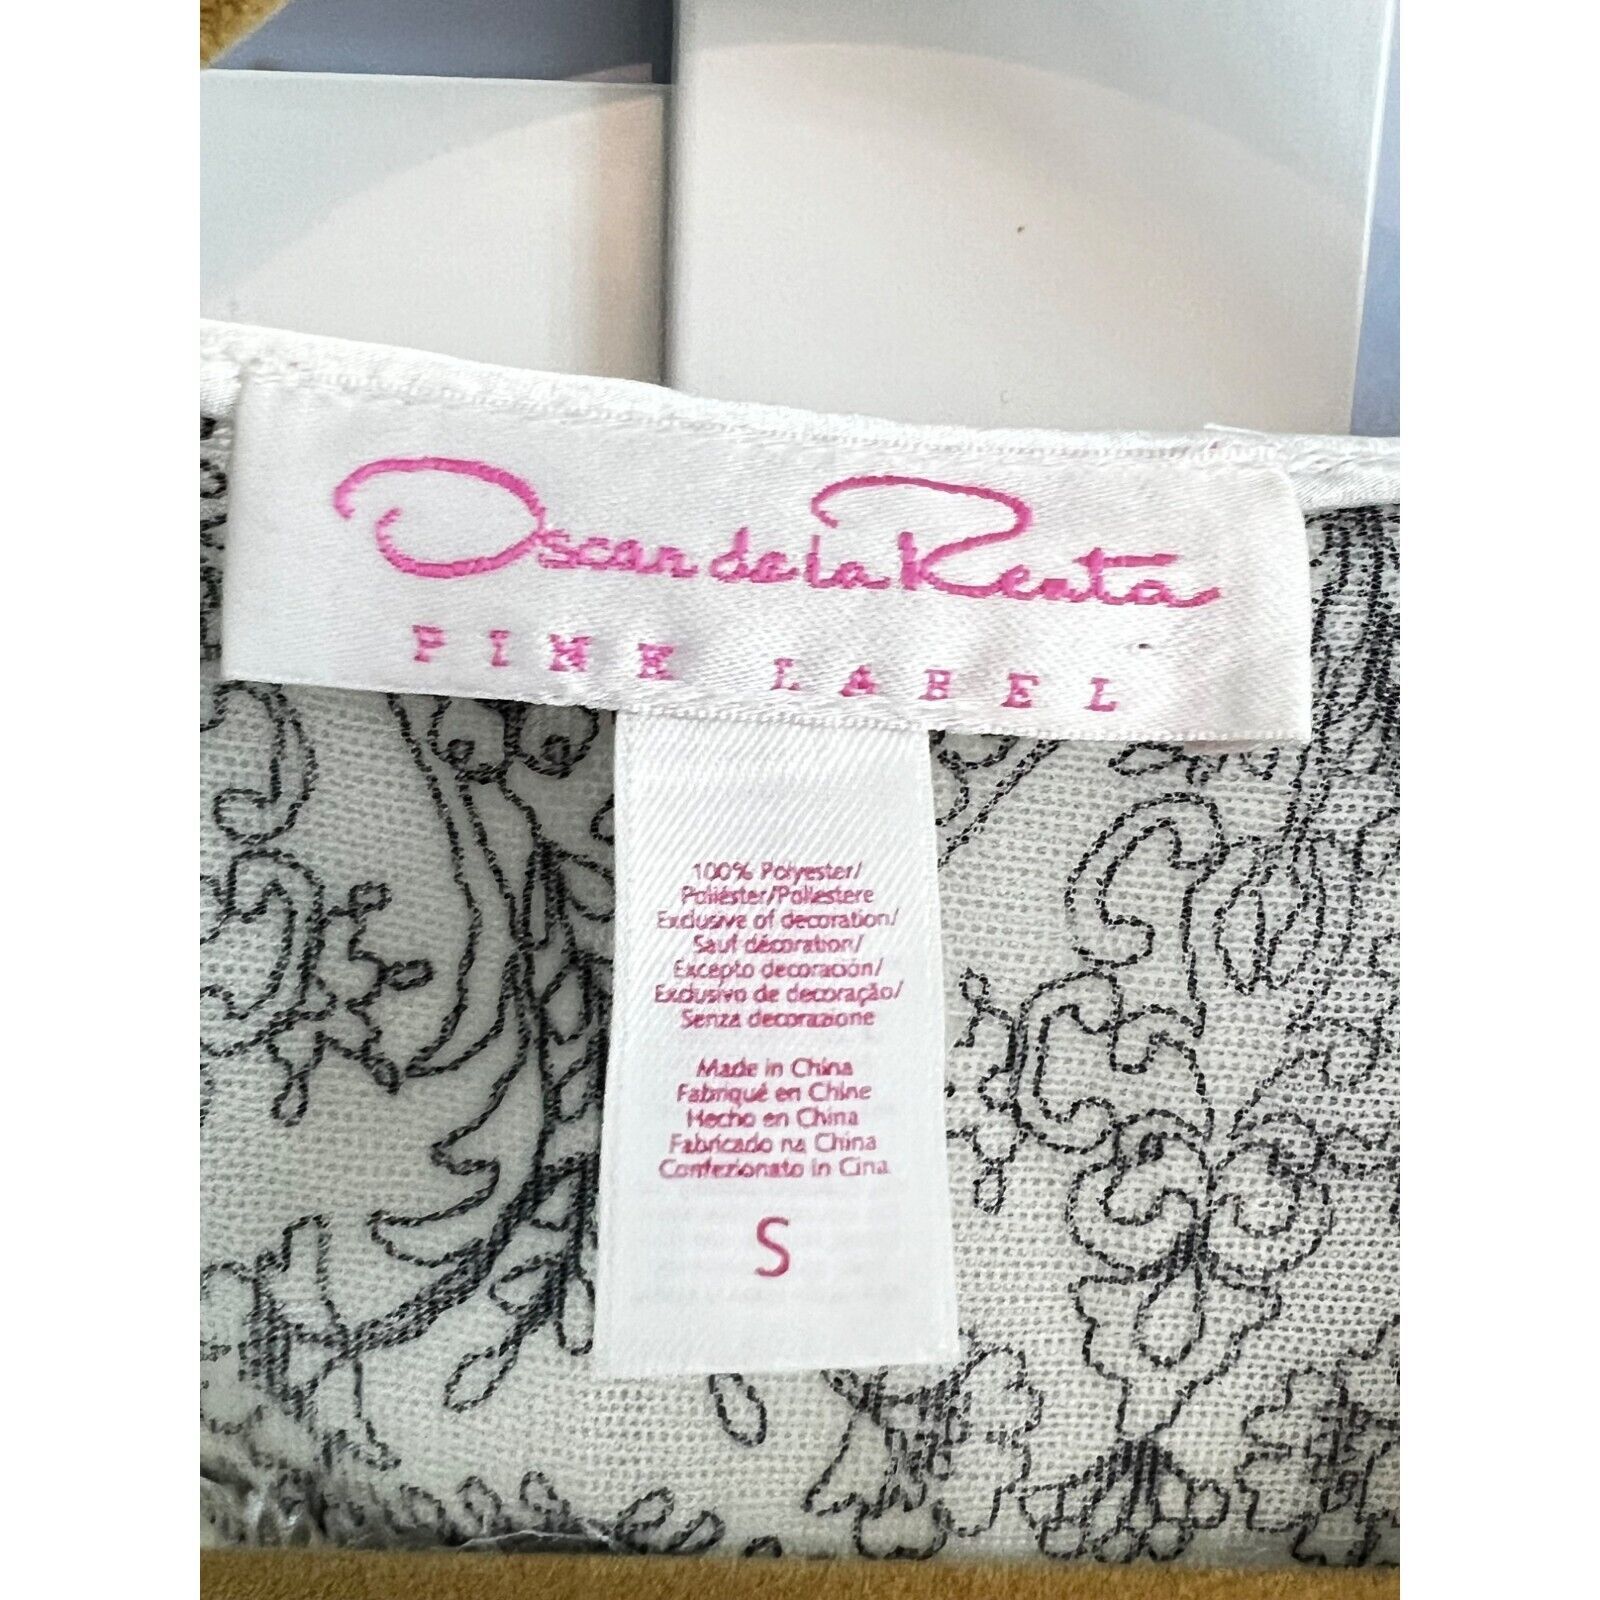 Oscar de la Renta
PINK LABEL
100% Polyester/
Poliéster/Poliestere
Exclusive of decoration/
Sauf décoration/
Excepto decoración/
Exclusivo de decoração/
Senza decorazione
Made in China
Fabriqué en Chine
Hecho en China
Fabricado na China
Confezionato in Cina
S